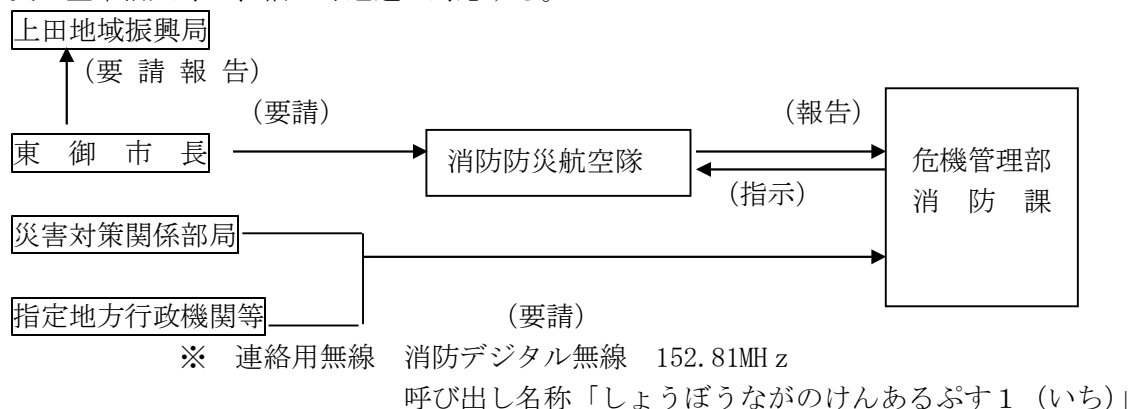 上田地域振興局
（要 請 報 告）
（要請）
（報告）
東 御 市 長
消防防災航空隊
危機管理部
消 防 課
（指示）
災害対策関係部局
指定地方行政機関等
（要請）
※ 連絡用無線 消防デジタル無線 152.81MHz
呼び出し名称「しょうぼうながのけんあるぷす１（いち）」